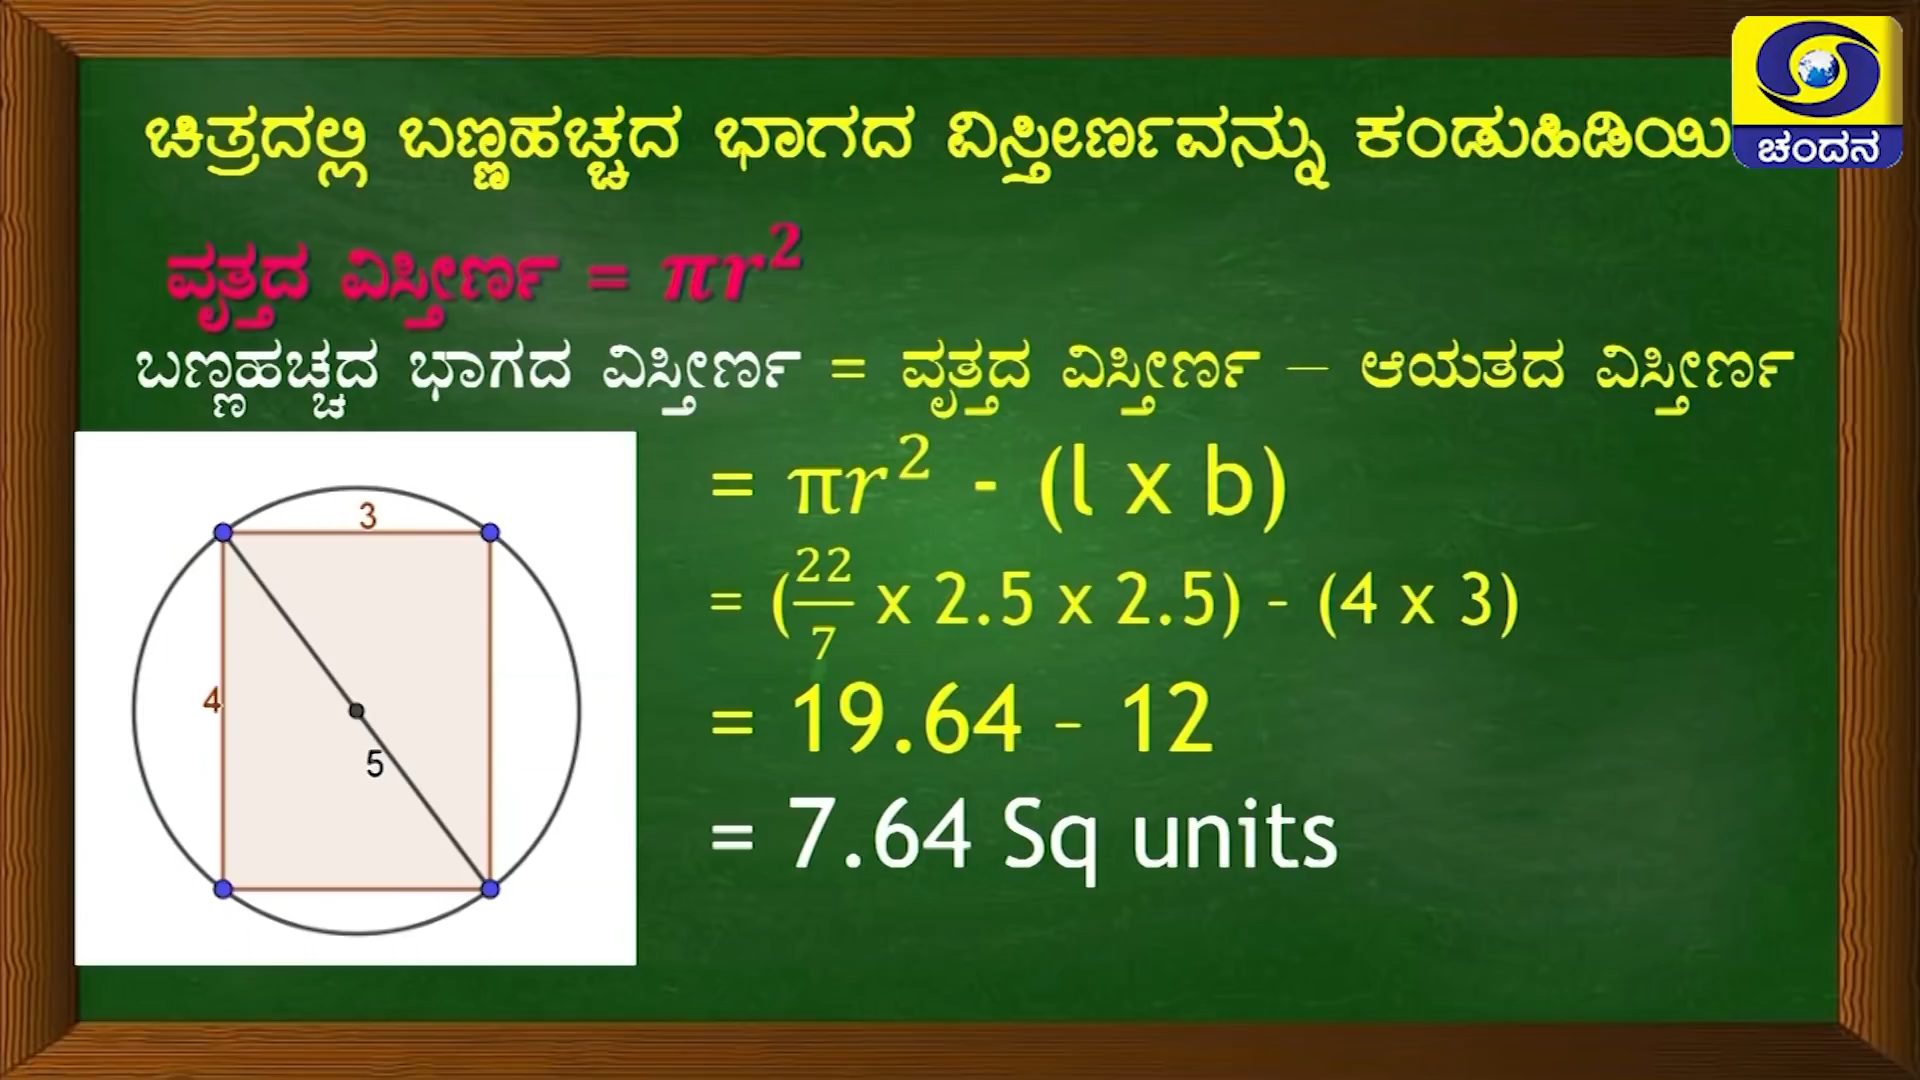 ಚಿತ್ರದಲ್ಲಿ ಬಣ್ಣಹಚ್ಚದ ಭಾಗದ ವಿಸ್ತೀರ್ಣವನ್ನು ಕಂಡುಹಿಡಿಯಿ
ಚಂದನ
ವೃತ್ತದ ವಿಸ್ತೀರ್ಣ = πr²
ಬಣ್ಣಹಚ್ಚದ ಭಾಗದ ವಿಸ್ತೀರ್ಣ = ವೃತ್ತದ ವಿಸ್ತೀರ್ಣ – ಆಯತದ ವಿಸ್ತೀರ್ಣ
= πr² - (l x b)
= (22/7 x 2.5 x 2.5) - (4 x 3)
= 19.64 - 12
= 7.64 Sq units
3
4
5